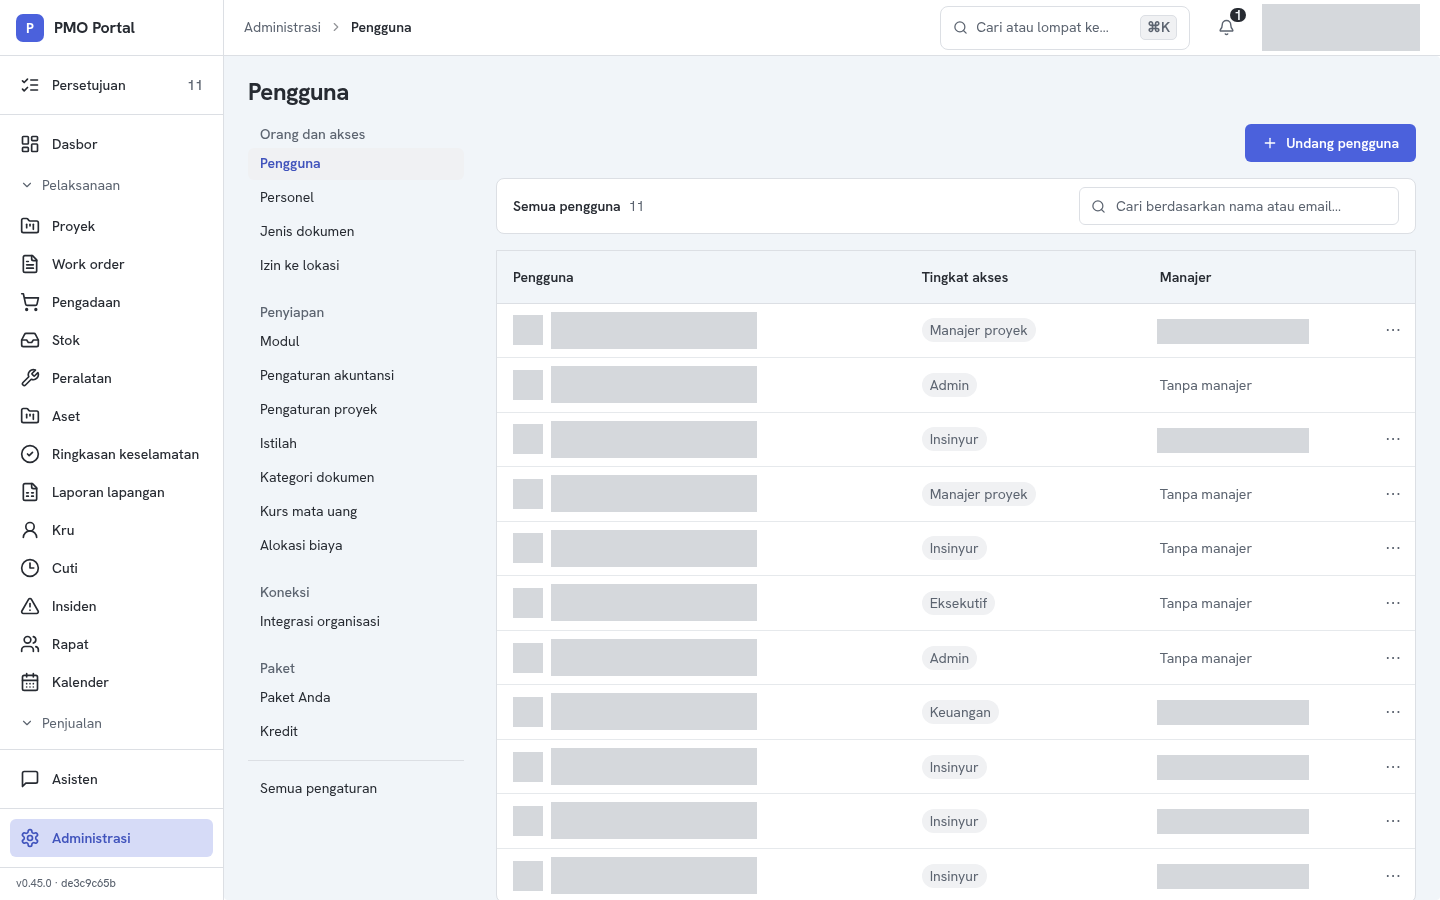 P PMO Portal
Persetujuan 11
Dasbor
Pelaksanaan
Proyek
Work order
Pengadaan
Stok
Peralatan
Aset
Ringkasan keselamatan
Laporan lapangan
Kru
Cuti
Insiden
Rapat
Kalender
Penjualan
Asisten
Administrasi
v0.45.0 · de3c9c65b
Administrasi Pengguna
Cari atau lompat ke... ⌘K
1
Pengguna
Orang dan akses
Pengguna
Personel
Jenis dokumen
Izin ke lokasi
Penyiapan
Modul
Pengaturan akuntansi
Pengaturan proyek
Istilah
Kategori dokumen
Kurs mata uang
Alokasi biaya
Koneksi
Integrasi organisasi
Paket
Paket Anda
Kredit
Semua pengaturan
Undang pengguna
Semua pengguna 11
Cari berdasarkan nama atau email...
Pengguna Tingkat akses Manajer
Manajer proyek
Admin Tanpa manajer
Insinyur
Manajer proyek Tanpa manajer
Insinyur Tanpa manajer
Eksekutif Tanpa manajer
Admin Tanpa manajer
Keuangan
Insinyur
Insinyur
Insinyur